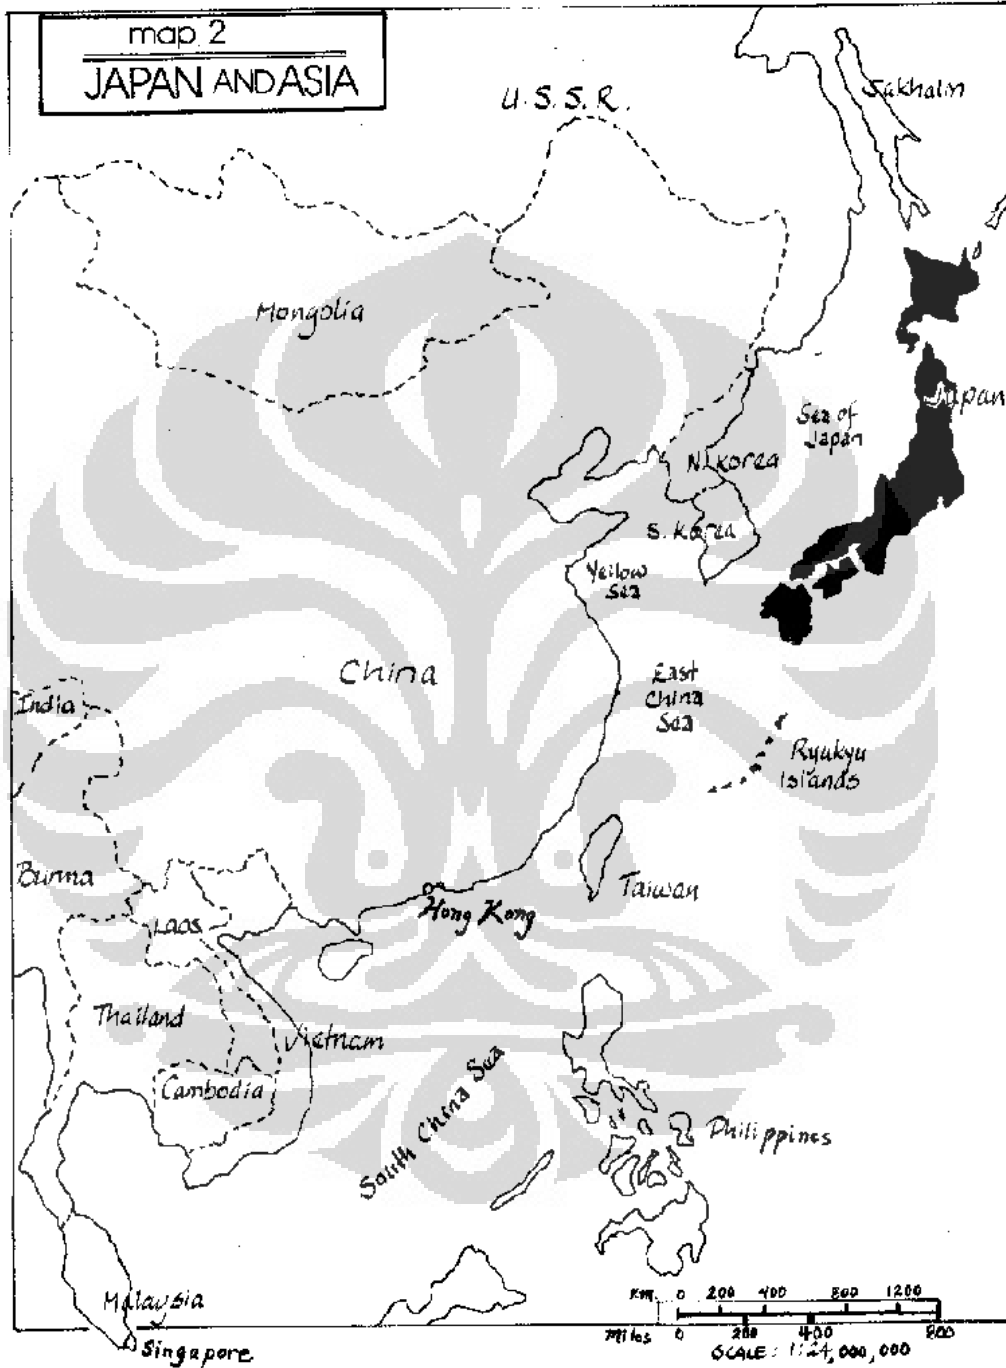 map 2
JAPAN AND ASIA
U.S.S.R.
Sakhalin
Mongolia
Japan
Sea of
Japan
N. Korea
S. Korea
Yellow
Sea
China
East
China
Sea
India
Ryukyu
Islands
Burma
Taiwan
Laos
Hong Kong
Thailand
Vietnam
Cambodia
South China Sea
Philippines
Malaysia
Singapore
Km. 0 200 400 800 1200
Miles 0 200 400 800
SCALE: 1:24,000,000